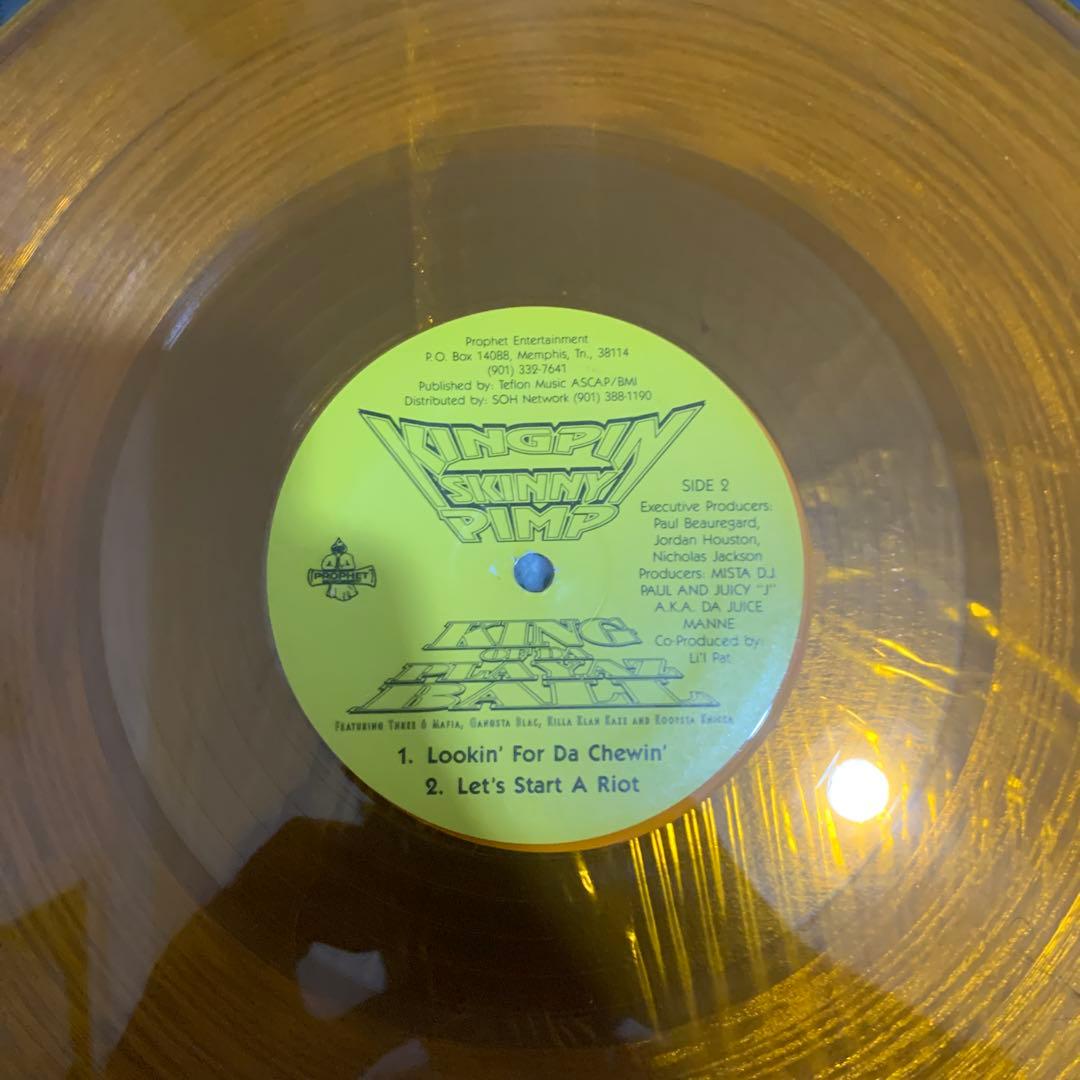 Prophet Entertainment
P.O. Box 14088, Memphis, Tn., 38114
(901) 332-7641
Published by: Teflon Music ASCAP/BMI
Distributed by: SOH Network (901) 388-1190
KINGPIN
SKINNY
PIMP
SIDE 2
Executive Producers:
Paul Beauregard,
Jordan Houston,
Nicholas Jackson
Producers: MISTA D.J.
PAUL AND JUICY "J"
A.K.A. DA JUICE
MANNE
Co-Produced by:
Li'l Pat
PROPHET
KING
OF DA
PLAYAZ
BALL
Featuring Three 6 Mafia, Gangsta Blac, Killa Klan Kaze and Koopsta Knicca
1. Lookin' For Da Chewin'
2. Let's Start A Riot